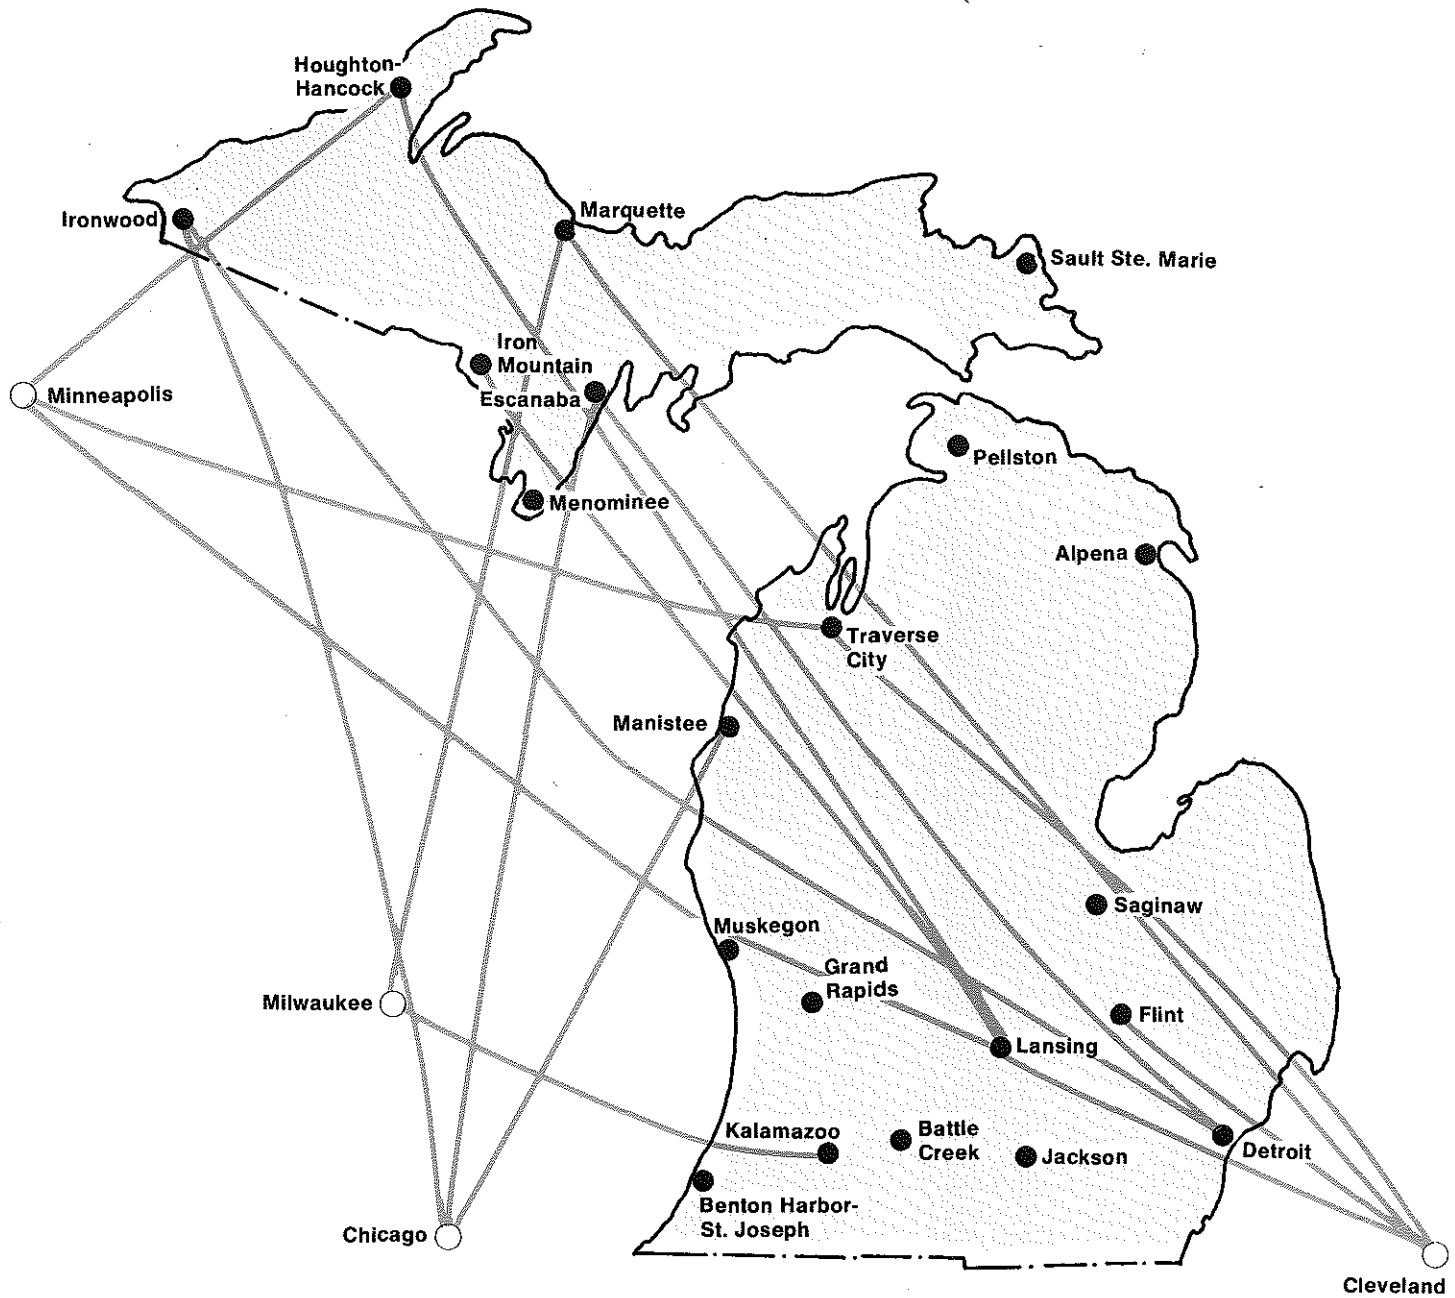 Houghton-
Hancock
Ironwood
Marquette
Sault Ste. Marie
Iron
Mountain
Escanaba
Minneapolis
Pellston
Menominee
Alpena
Traverse
City
Manistee
Saginaw
Muskegon
Grand
Rapids
Milwaukee
Flint
Lansing
Kalamazoo
Battle
Creek
Jackson
Detroit
Benton Harbor-
St. Joseph
Chicago
Cleveland